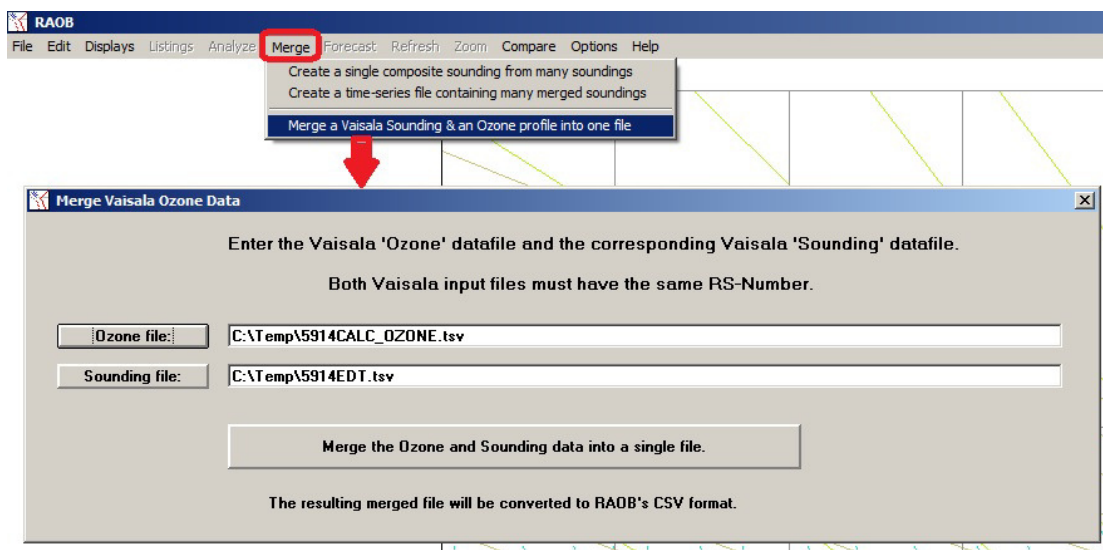 RAOB
File Edit Displays Listings Analyze Merge Forecast Refresh Zoom Compare Options Help
Create a single composite sounding from many soundings
Create a time-series file containing many merged soundings
Merge a Vaisala Sounding & an Ozone profile into one file
Merge Vaisala Ozone Data
Enter the Vaisala 'Ozone' datafile and the corresponding Vaisala 'Sounding' datafile.
Both Vaisala input files must have the same RS-Number.
Ozone file: C:\Temp\5914CALC_OZONE.tsv
Sounding file: C:\Temp\5914EDT.tsv
Merge the Ozone and Sounding data into a single file.
The resulting merged file will be converted to RAOB's CSV format.